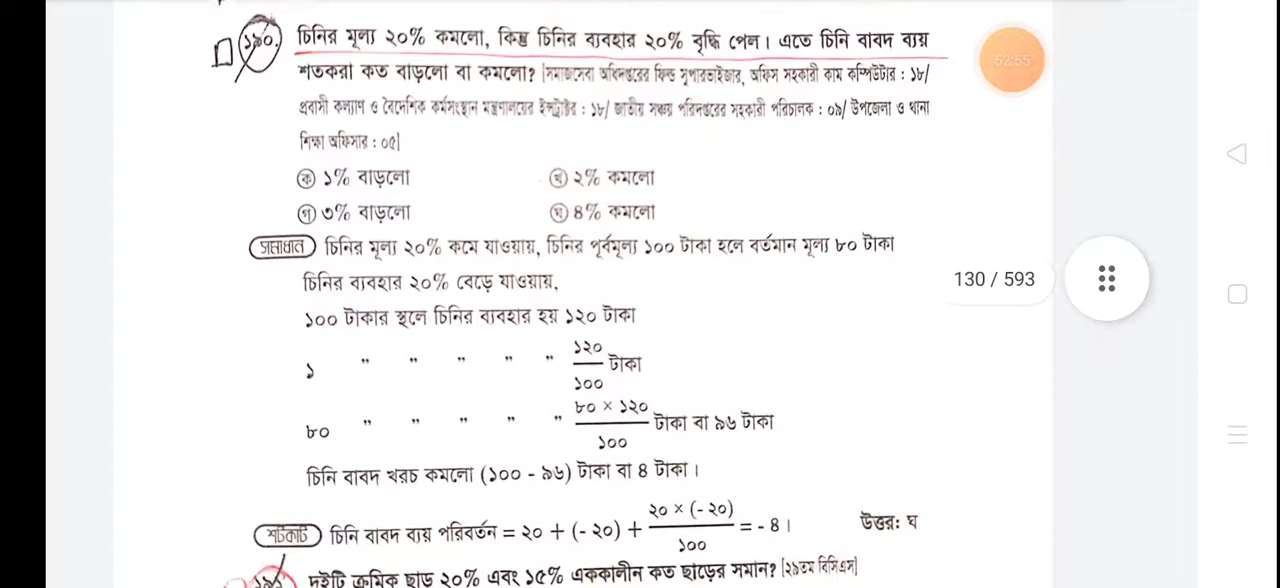 ১৯০. চিনির মূল্য ২০% কমলো, কিন্তু চিনির ব্যবহার ২০% বৃদ্ধি পেল। এতে চিনি বাবদ ব্যয়
শতকরা কত বাড়লো বা কমলো? [সমাজসেবা অধিদপ্তরের ফিল্ড সুপারভাইজার, অফিস সহকারী কাম কম্পিউটার : ১৮/
প্রবাসী কল্যাণ ও বৈদেশিক কর্মসংস্থান মন্ত্রণালয়ের ইন্সট্রাক্টর : ১৮/ জাতীয় সঞ্চয় পরিদপ্তরের সহকারী পরিচালক : ০৯/ উপজেলা ও থানা
শিক্ষা অফিসার : ০৫]
ক ১% বাড়লো খ ২% কমলো
গ ৩% বাড়লো ঘ ৪% কমলো
সমাধান চিনির মূল্য ২০% কমে যাওয়ায়, চিনির পূর্বমূল্য ১০০ টাকা হলে বর্তমান মূল্য ৮০ টাকা
চিনির ব্যবহার ২০% বেড়ে যাওয়ায়,
১০০ টাকার স্থলে চিনির ব্যবহার হয় ১২০ টাকা
১ " " " " " ১২০/১০০ টাকা
৮০ " " " " " ৮০ × ১২০/১০০ টাকা বা ৯৬ টাকা
চিনি বাবদ খরচ কমলো (১০০ - ৯৬) টাকা বা ৪ টাকা।
শর্টকাট চিনি বাবদ ব্যয় পরিবর্তন = ২০ + (- ২০) + ২০ × (- ২০)/১০০ = - ৪। উত্তর: ঘ
১৯১ দুইটি ক্রমিক ছাড় ২০% এবং ১৫% এককালীন কত ছাড়ের সমান? [২৯তম বিসিএস]
52:55
130 / 593